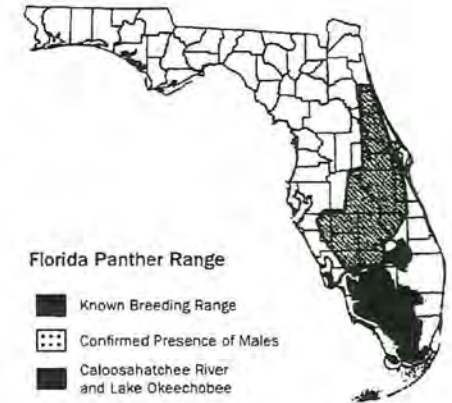 Florida Panther Range
Known Breeding Range
Confirmed Presence of Males
Caloosahatchee River
and Lake Okeechobee